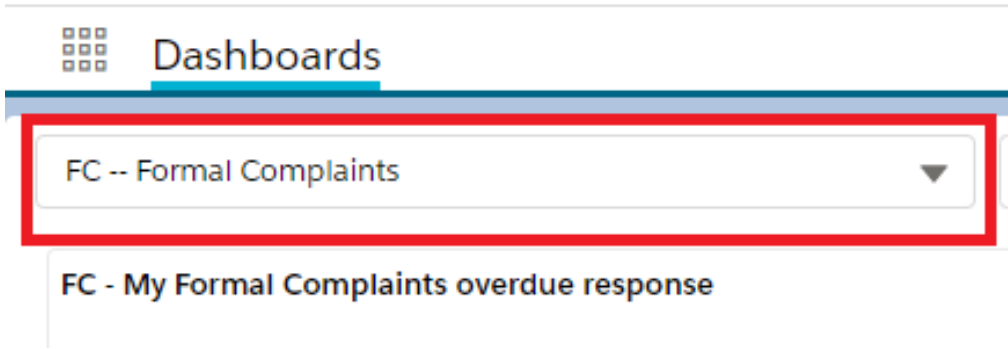 Dashboards
FC -- Formal Complaints
FC - My Formal Complaints overdue response